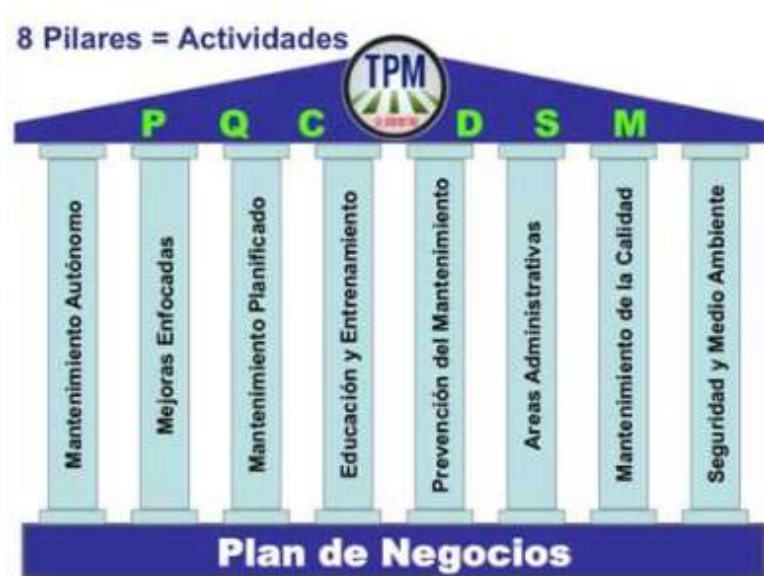 8 Pilares = Actividades
TPM
P Q C D S M
Mantenimiento Autónomo
Mejoras Enfocadas
Mantenimiento Planificado
Educación y Entrenamiento
Prevención del Mantenimiento
Areas Administrativas
Mantenimiento de la Calidad
Seguridad y Medio Ambiente
Plan de Negocios